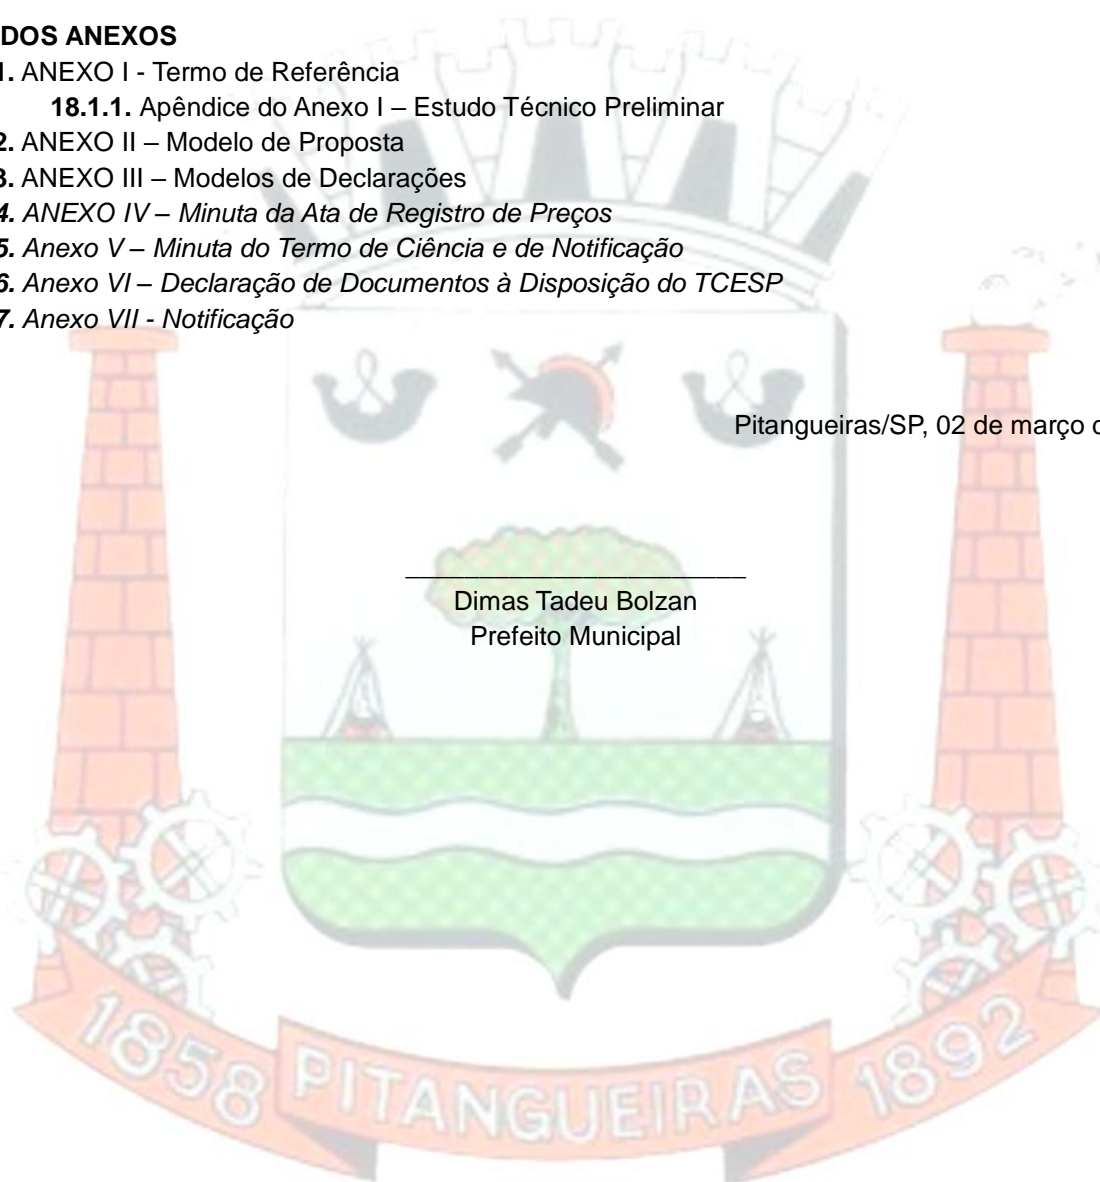 DOS ANEXOS
1. ANEXO I - Termo de Referência
18.1.1. Apêndice do Anexo I – Estudo Técnico Preliminar
2. ANEXO II – Modelo de Proposta
3. ANEXO III – Modelos de Declarações
4. ANEXO IV – Minuta da Ata de Registro de Preços
5. Anexo V – Minuta do Termo de Ciência e de Notificação
6. Anexo VI – Declaração de Documentos à Disposição do TCESP
7. Anexo VII - Notificação
Pitangueiras/SP, 02 de março
Dimas Tadeu Bolzan
Prefeito Municipal
1858 PITANGUEIRAS 1892